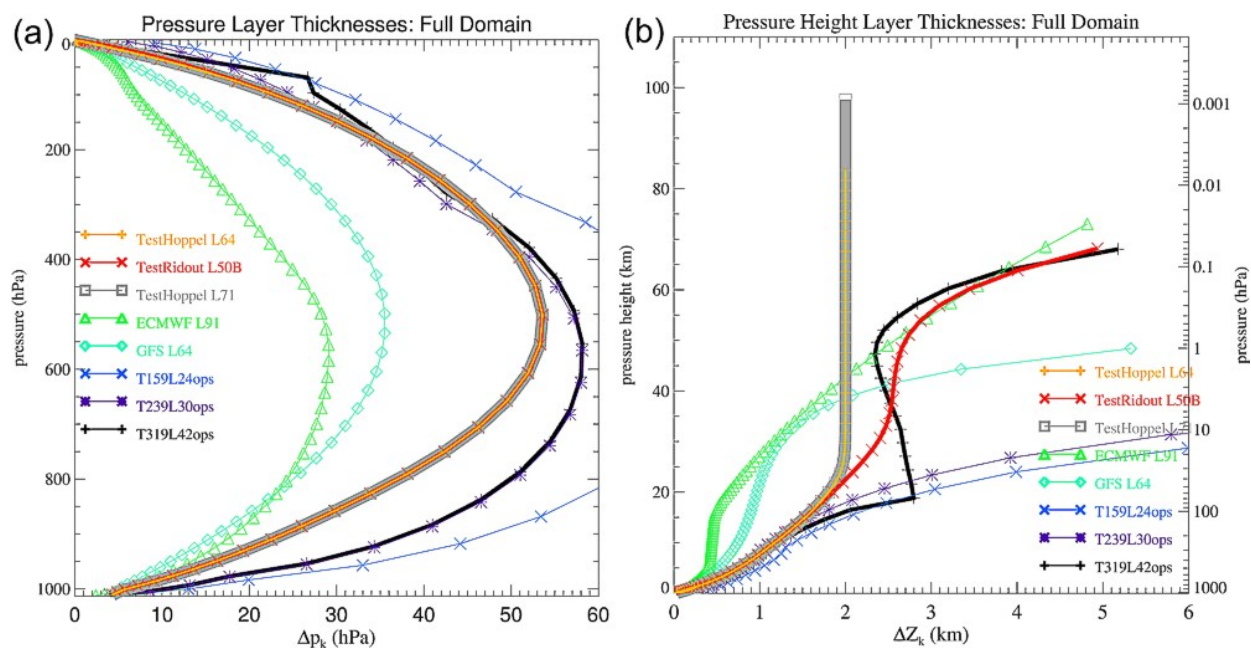 (a)
Pressure Layer Thicknesses: Full Domain
0
200
400
600
800
1000
pressure (hPa)
TestHoppel L64
TestRidout L50B
TestHoppel L71
ECMWF L91
GFS L64
T159L24ops
T239L30ops
T319L42ops
0 10 20 30 40 50 60
Δpk (hPa)
(b)
Pressure Height Layer Thicknesses: Full Domain
100
80
60
40
20
0
pressure height (km)
0.001
0.01
0.1
1
10
100
1000
pressure (hPa)
TestHoppel L64
TestRidout L50B
TestHoppel
ECMWF L91
GFS L64
T159L24ops
T239L30ops
T319L42ops
0 1 2 3 4 5 6
ΔZk (km)